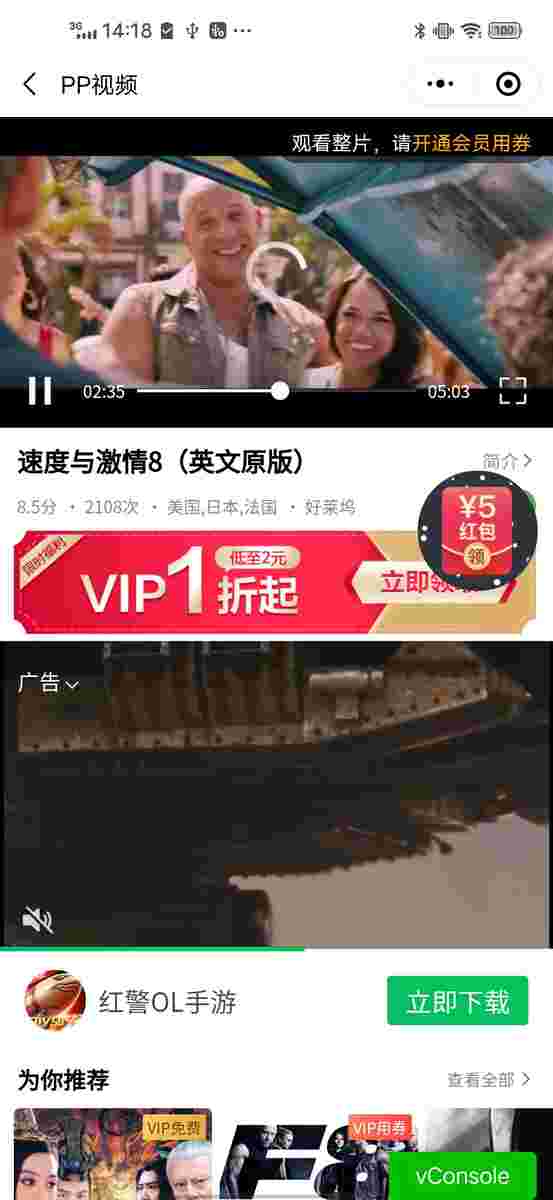 3G 14:18 100
PP视频
观看整片，请开通会员用券
02:35 05:03
速度与激情8（英文原版） 简介
8.5分 · 2108次 · 美国,日本,法国 · 好莱坞
¥5
红包
领
限时福利
VIP1折起
低至2元
立即领
广告
红警OL手游 立即下载
为你推荐 查看全部
VIP免费
F8
VIP用券
vConsole